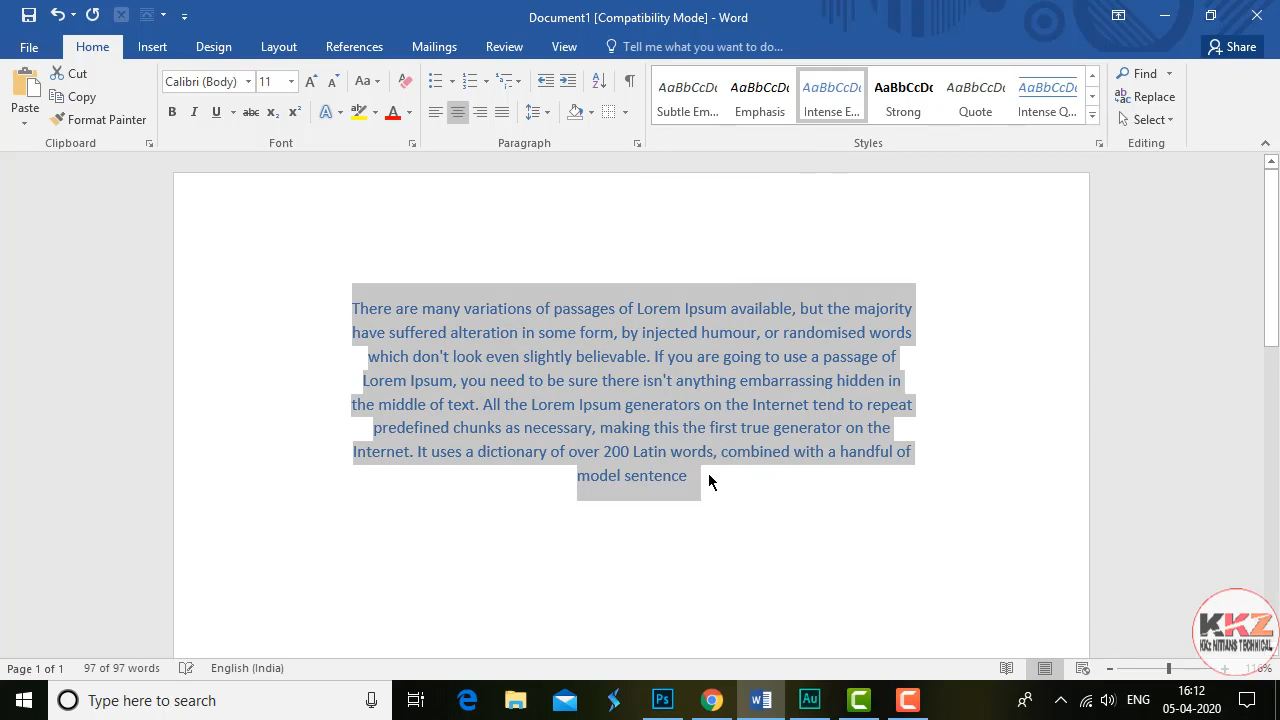 Document1 [Compatibility Mode] - Word
File Home Insert Design Layout References Mailings Review View Tell me what you want to do... Share
Paste
Cut
Copy
Format Painter
Clipboard
Calibri (Body) 11
Font
Paragraph
AaBbCcDc AaBbCcDc AaBbCcDc AaBbCcDc AaBbCcDc AaBbCcDc
Subtle Em... Emphasis Intense E... Strong Quote Intense Q...
Styles
Find
Replace
Select
Editing
There are many variations of passages of Lorem Ipsum available, but the majority
have suffered alteration in some form, by injected humour, or randomised words
which don't look even slightly believable. If you are going to use a passage of
Lorem Ipsum, you need to be sure there isn't anything embarrassing hidden in
the middle of text. All the Lorem Ipsum generators on the Internet tend to repeat
predefined chunks as necessary, making this the first true generator on the
Internet. It uses a dictionary of over 200 Latin words, combined with a handful of
model sentence
KKZ
KKZ NITIANS TECHNICAL
Page 1 of 1 97 of 97 words English (India) 116%
Type here to search
Ps
Au
ENG
16:12
05-04-2020